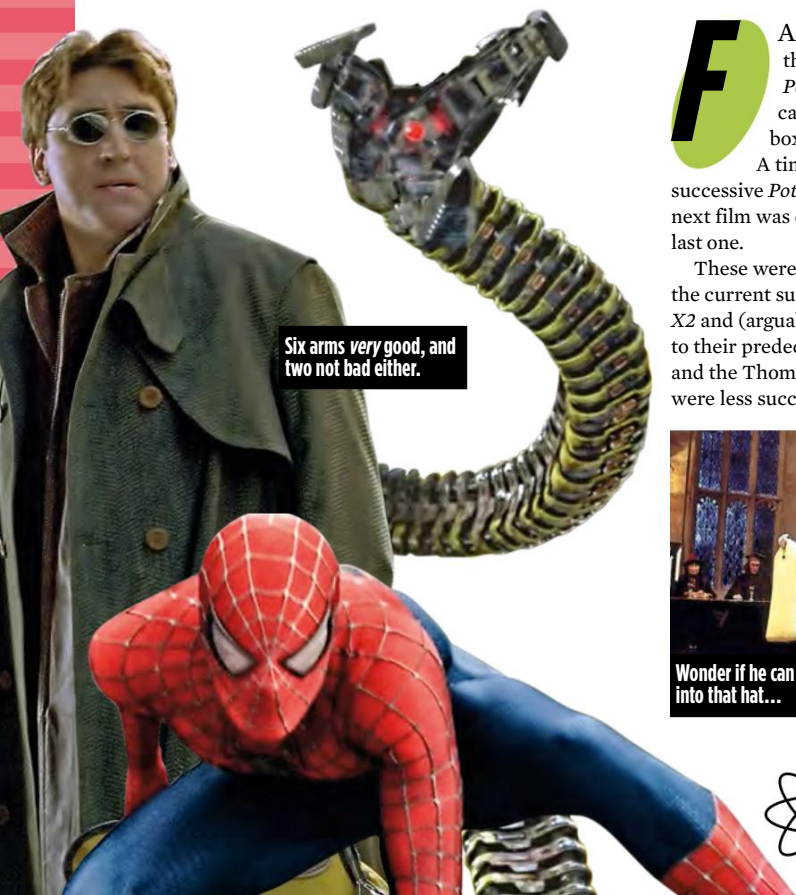 Six arms very good, and
two not bad either.
F
A
th
ca
box
A
successive Pot
next film was
last one.
These were
the current su
X2 and (arguab
to their predec
and the Thom
were less succ
Wonder if he can
into that hat...